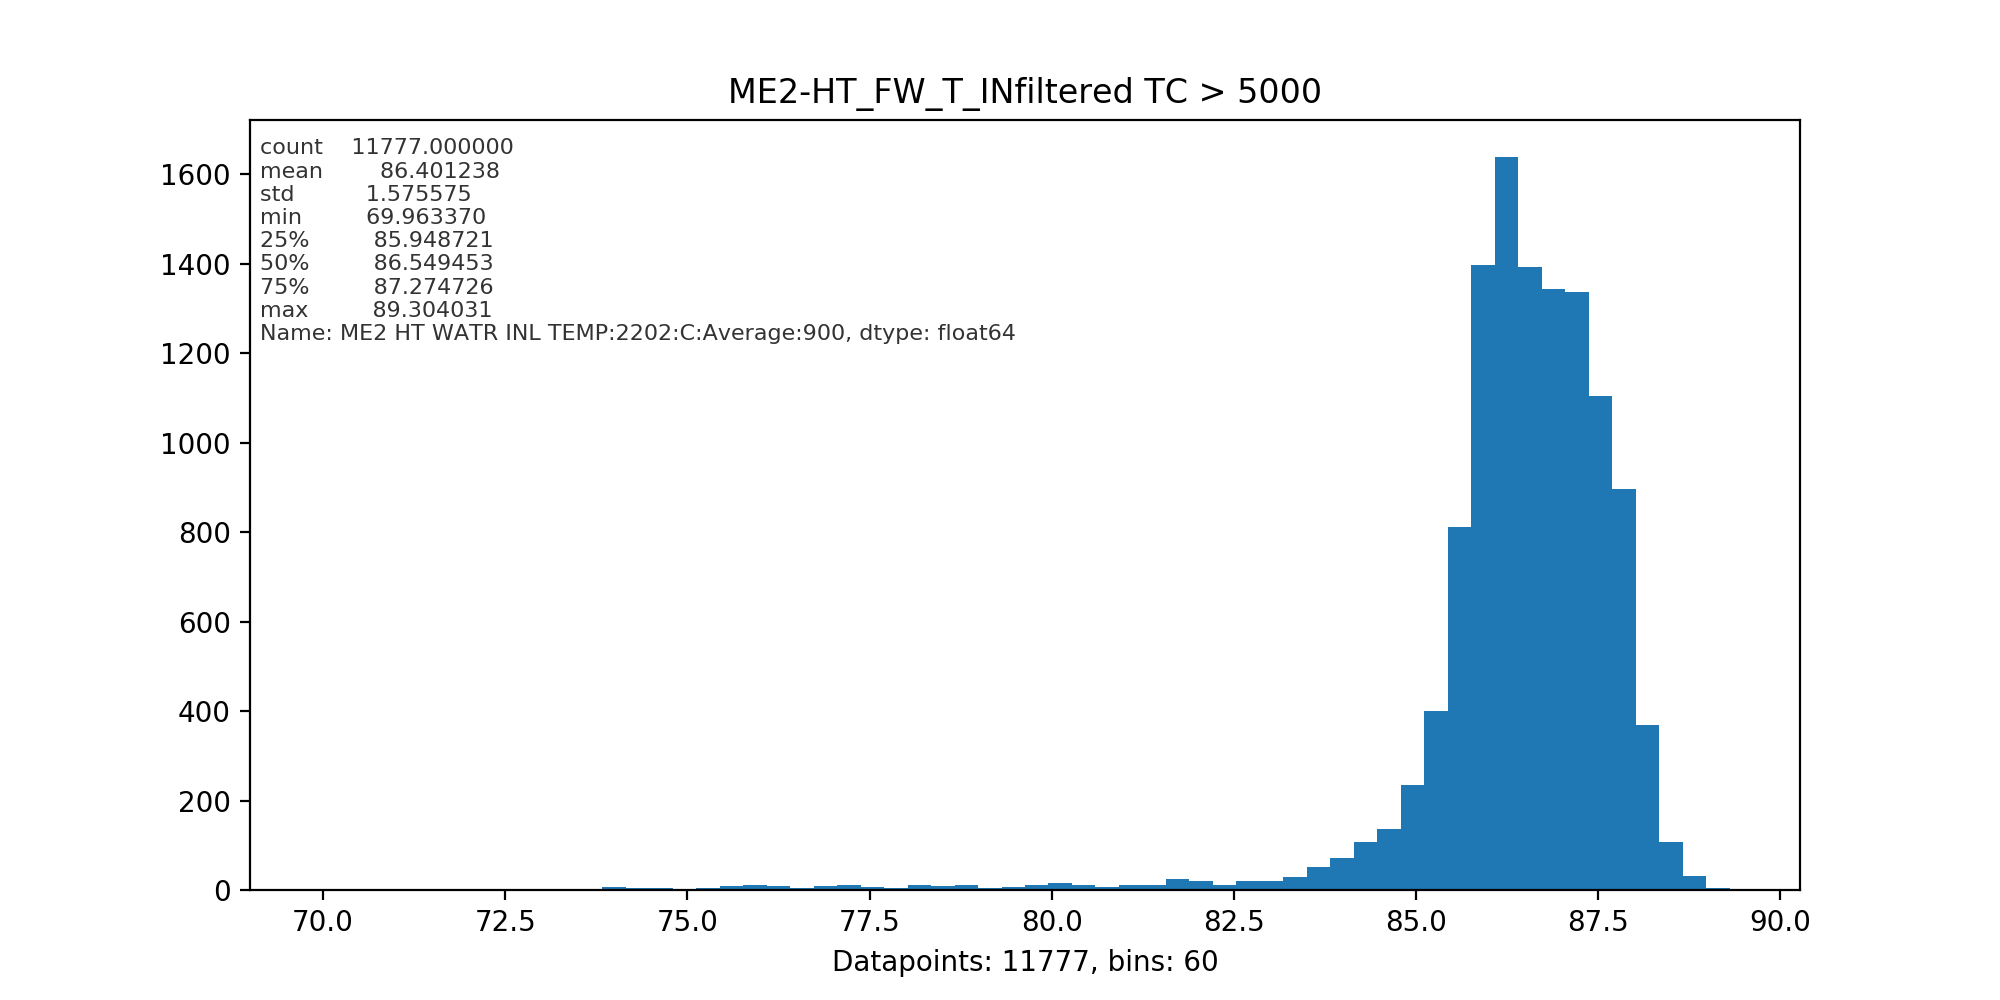 ME2-HT_FW_T_INfiltered TC > 5000
count 11777.000000
mean 86.401238
std 1.575575
min 69.963370
25% 85.948721
50% 86.549453
75% 87.274726
max 89.304031
Name: ME2 HT WATR INL TEMP:2202:C:Average:900, dtype: float64
1600
1400
1200
1000
800
600
400
200
0
70.0 72.5 75.0 77.5 80.0 82.5 85.0 87.5 90.0
Datapoints: 11777, bins: 60